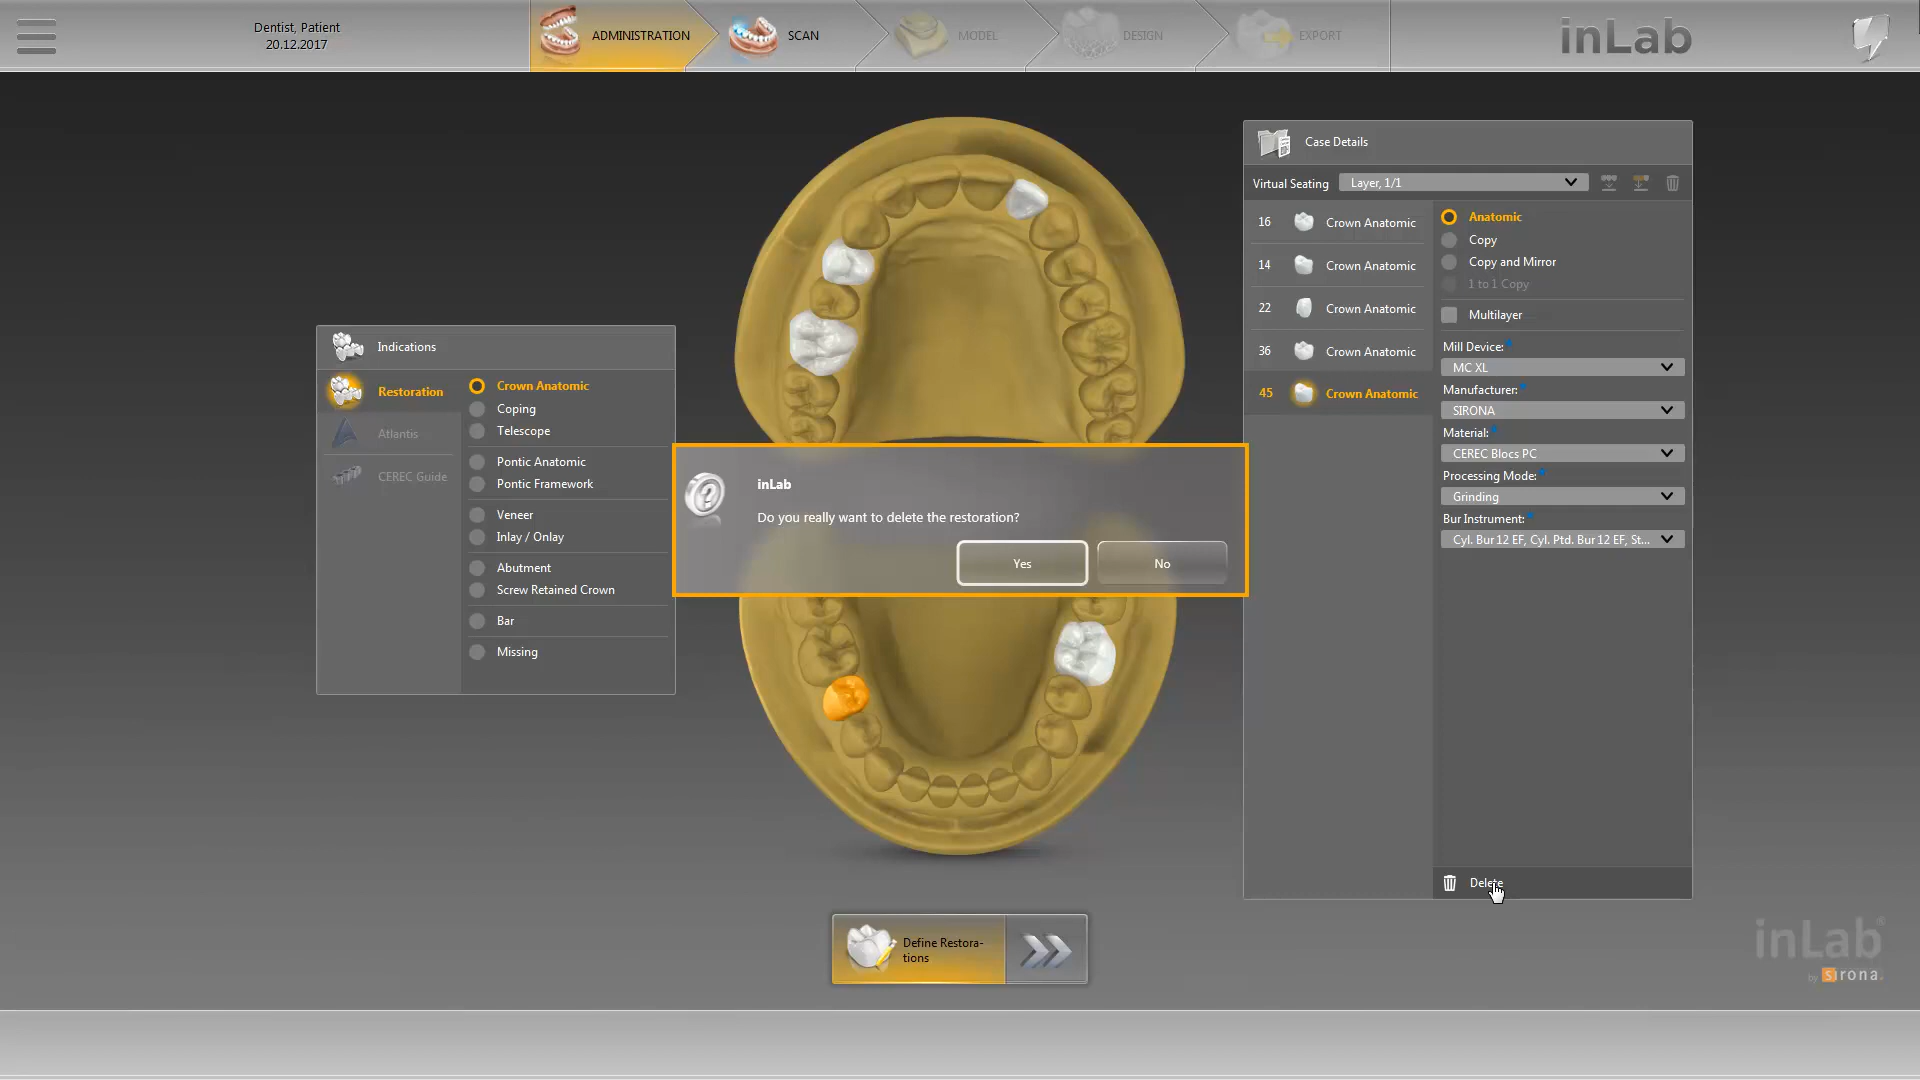 Dentist, Patient
20.12.2017
ADMINISTRATION
SCAN
MODEL
DESIGN
EXPORT
inLab
Case Details
Virtual Seating
Layer, 1/1
16
Crown Anatomic
14
Crown Anatomic
22
Crown Anatomic
36
Crown Anatomic
45
Crown Anatomic
Anatomic
Copy
Copy and Mirror
1 to 1 Copy
Multilayer
Mill Device:
MC XL
Manufacturer:
SIRONA
Material:
CEREC Blocs PC
Processing Mode:
Grinding
Bur Instrument:
Cyl. Bur 12 EF, Cyl. Ptd. Bur 12 EF, St...
Delete
Indications
Restoration
Atlantis
CEREC Guide
Crown Anatomic
Coping
Telescope
Pontic Anatomic
Pontic Framework
Veneer
Inlay / Onlay
Abutment
Screw Retained Crown
Bar
Missing
inLab
Do you really want to delete the restoration?
Yes
No
Define Restora-
tions
inLab®
by sirona.